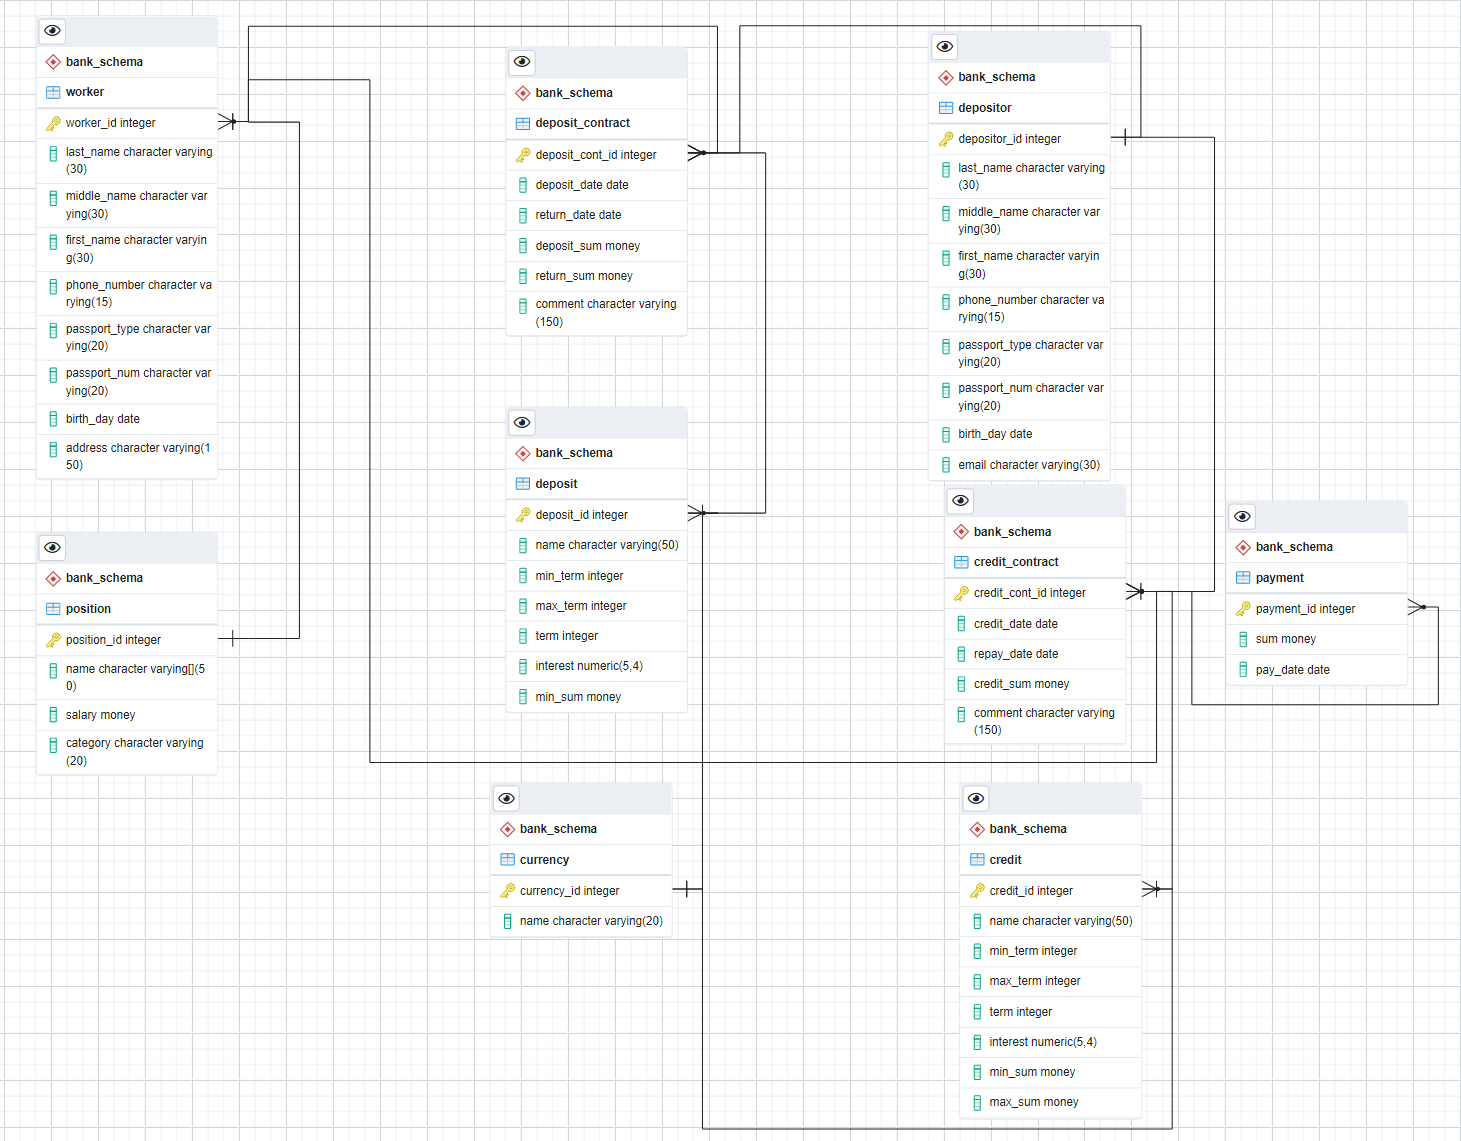 bank_schema
worker
worker_id integer
last_name character varying
(30)
middle_name character var
ying(30)
first_name character varyin
g(30)
phone_number character va
rying(15)
passport_type character var
ying(20)
passport_num character var
ying(20)
birth_day date
address character varying(1
50)
bank_schema
position
position_id integer
name character varying[](5
0)
salary money
category character varying
(20)
bank_schema
deposit_contract
deposit_cont_id integer
deposit_date date
return_date date
deposit_sum money
return_sum money
comment character varying
(150)
bank_schema
deposit
deposit_id integer
name character varying(50)
min_term integer
max_term integer
term integer
interest numeric(5,4)
min_sum money
bank_schema
currency
currency_id integer
name character varying(20)
bank_schema
depositor
depositor_id integer
last_name character varying
(30)
middle_name character var
ying(30)
first_name character varyin
g(30)
phone_number character va
rying(15)
passport_type character var
ying(20)
passport_num character var
ying(20)
birth_day date
email character varying(30)
bank_schema
credit_contract
credit_cont_id integer
credit_date date
repay_date date
credit_sum money
comment character varying
(150)
bank_schema
payment
payment_id integer
sum money
pay_date date
bank_schema
credit
credit_id integer
name character varying(50)
min_term integer
max_term integer
term integer
interest numeric(5,4)
min_sum money
max_sum money